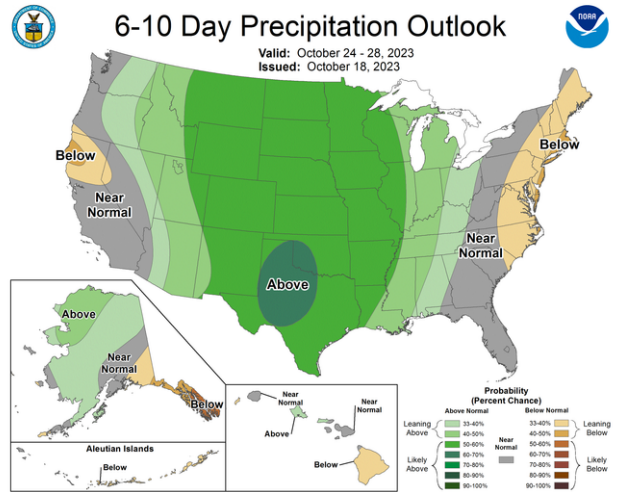 6-10 Day Precipitation Outlook
Valid: October 24 - 28, 2023
Issued: October 18, 2023
NOAA
Below
Near
Normal
Above
Near
Normal
Below
Above
Near
Normal
Below
Aleutian Islands
Below
Near
Normal
Above
Near
Normal
Below
Probability
(Percent Chance)
Above Normal
Below Normal
Leaning
Above
33-40%
40-50%
Likely
Above
50-60%
60-70%
70-80%
80-90%
90-100%
Near
Normal
33-40%
40-50%
Leaning
Below
50-60%
60-70%
70-80%
80-90%
90-100%
Likely
Below